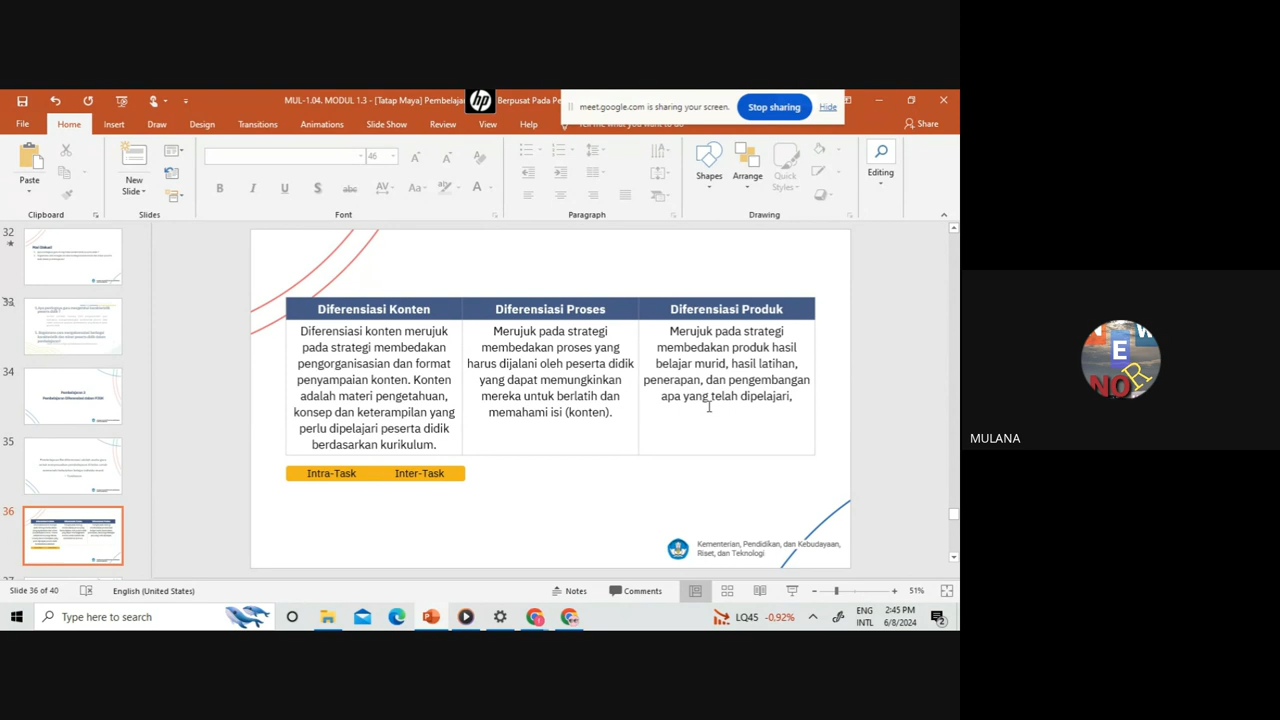 MUL-1.04. MODUL 1.3 - [Tatap Maya] Pembelaja
hp
Berpusat Pada Pe
meet.google.com is sharing your screen.
Stop sharing
Hide
File
Home
Insert
Draw
Design
Transitions
Animations
Slide Show
Review
View
Help
Share
Paste
New
Slide
46
Shapes
Arrange
Quick
Styles
Editing
Clipboard
Slides
Font
Paragraph
Drawing
32
33
34
35
36
Diferensiasi Konten
Diferensiasi konten merujuk
pada strategi membedakan
pengorganisasian dan format
penyampaian konten. Konten
adalah materi pengetahuan,
konsep dan keterampilan yang
perlu dipelajari peserta didik
berdasarkan kurikulum.
Diferensiasi Proses
Merujuk pada strategi
membedakan proses yang
harus dijalani oleh peserta didik
yang dapat memungkinkan
mereka untuk berlatih dan
memahami isi (konten).
Diferensiasi Produk
Merujuk pada strategi
membedakan produk hasil
belajar murid, hasil latihan,
penerapan, dan pengembangan
apa yang telah dipelajari,
Intra-Task Inter-Task
Kementerian, Pendidikan, dan Kebudayaan,
Riset, dan Teknologi
MULANA
Slide 36 of 40
English (United States)
Notes
Comments
51%
Type here to search
LQ45 -0,92%
ENG
INTL
2:45 PM
6/8/2024
2